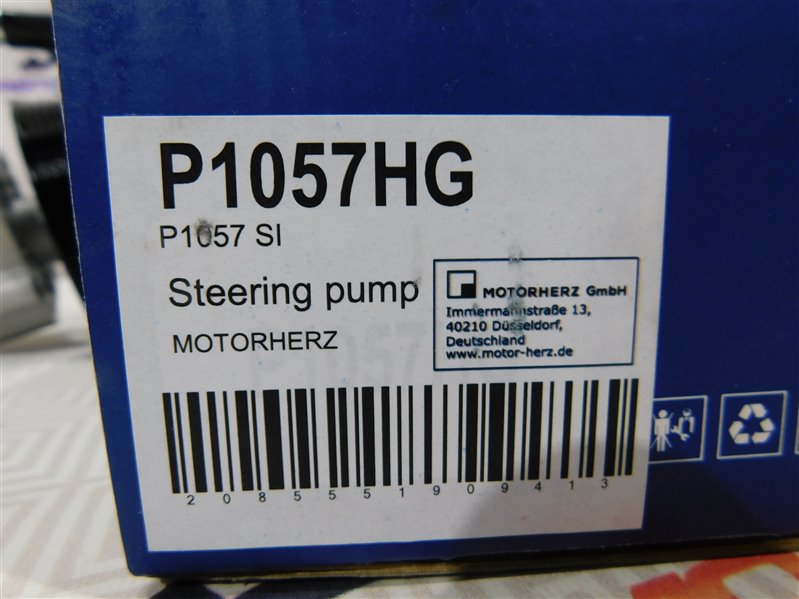 P1057HG
P1057 SI
Steering pump
MOTORHERZ
MOTORHERZ GmbH
Immermannstraße 13,
40210 Düsseldorf,
Deutschland
www.motor-herz.de
2085551909413